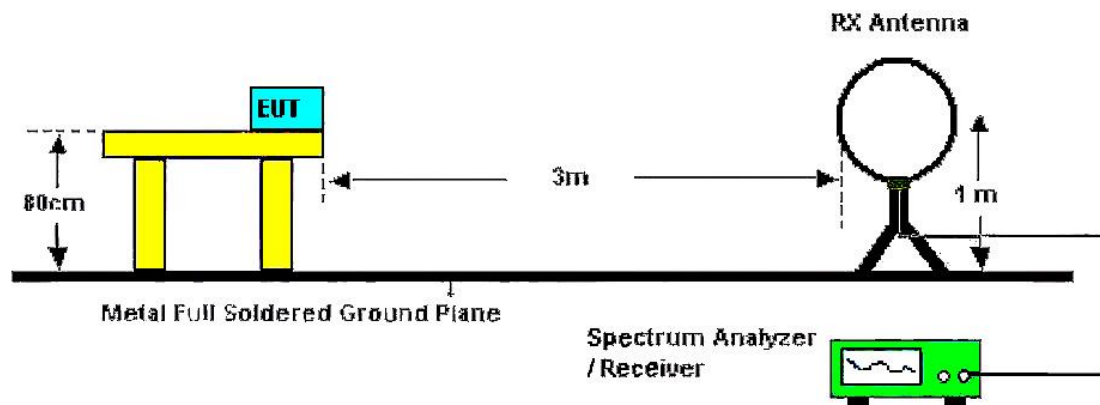 RX Antenna
EUT
3m
80cm
1 m
Metal Full Soldered Ground Plane
Spectrum Analyzer
/ Receiver